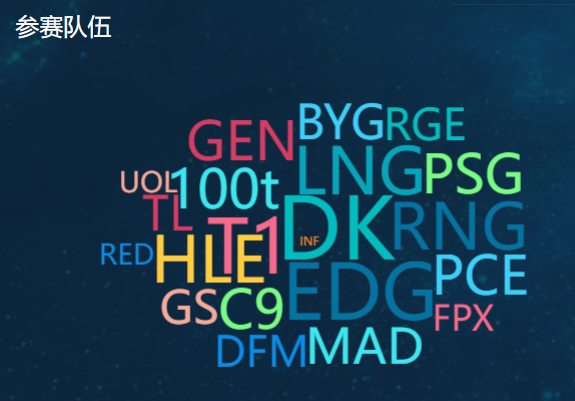 参赛队伍
BYG
RGE
GEN
LNG
PSG
UOL
100t
TL
DK
RNG
T1
INF
RED
HLE
PCE
EDG
GS
C9
FPX
DFM
MAD